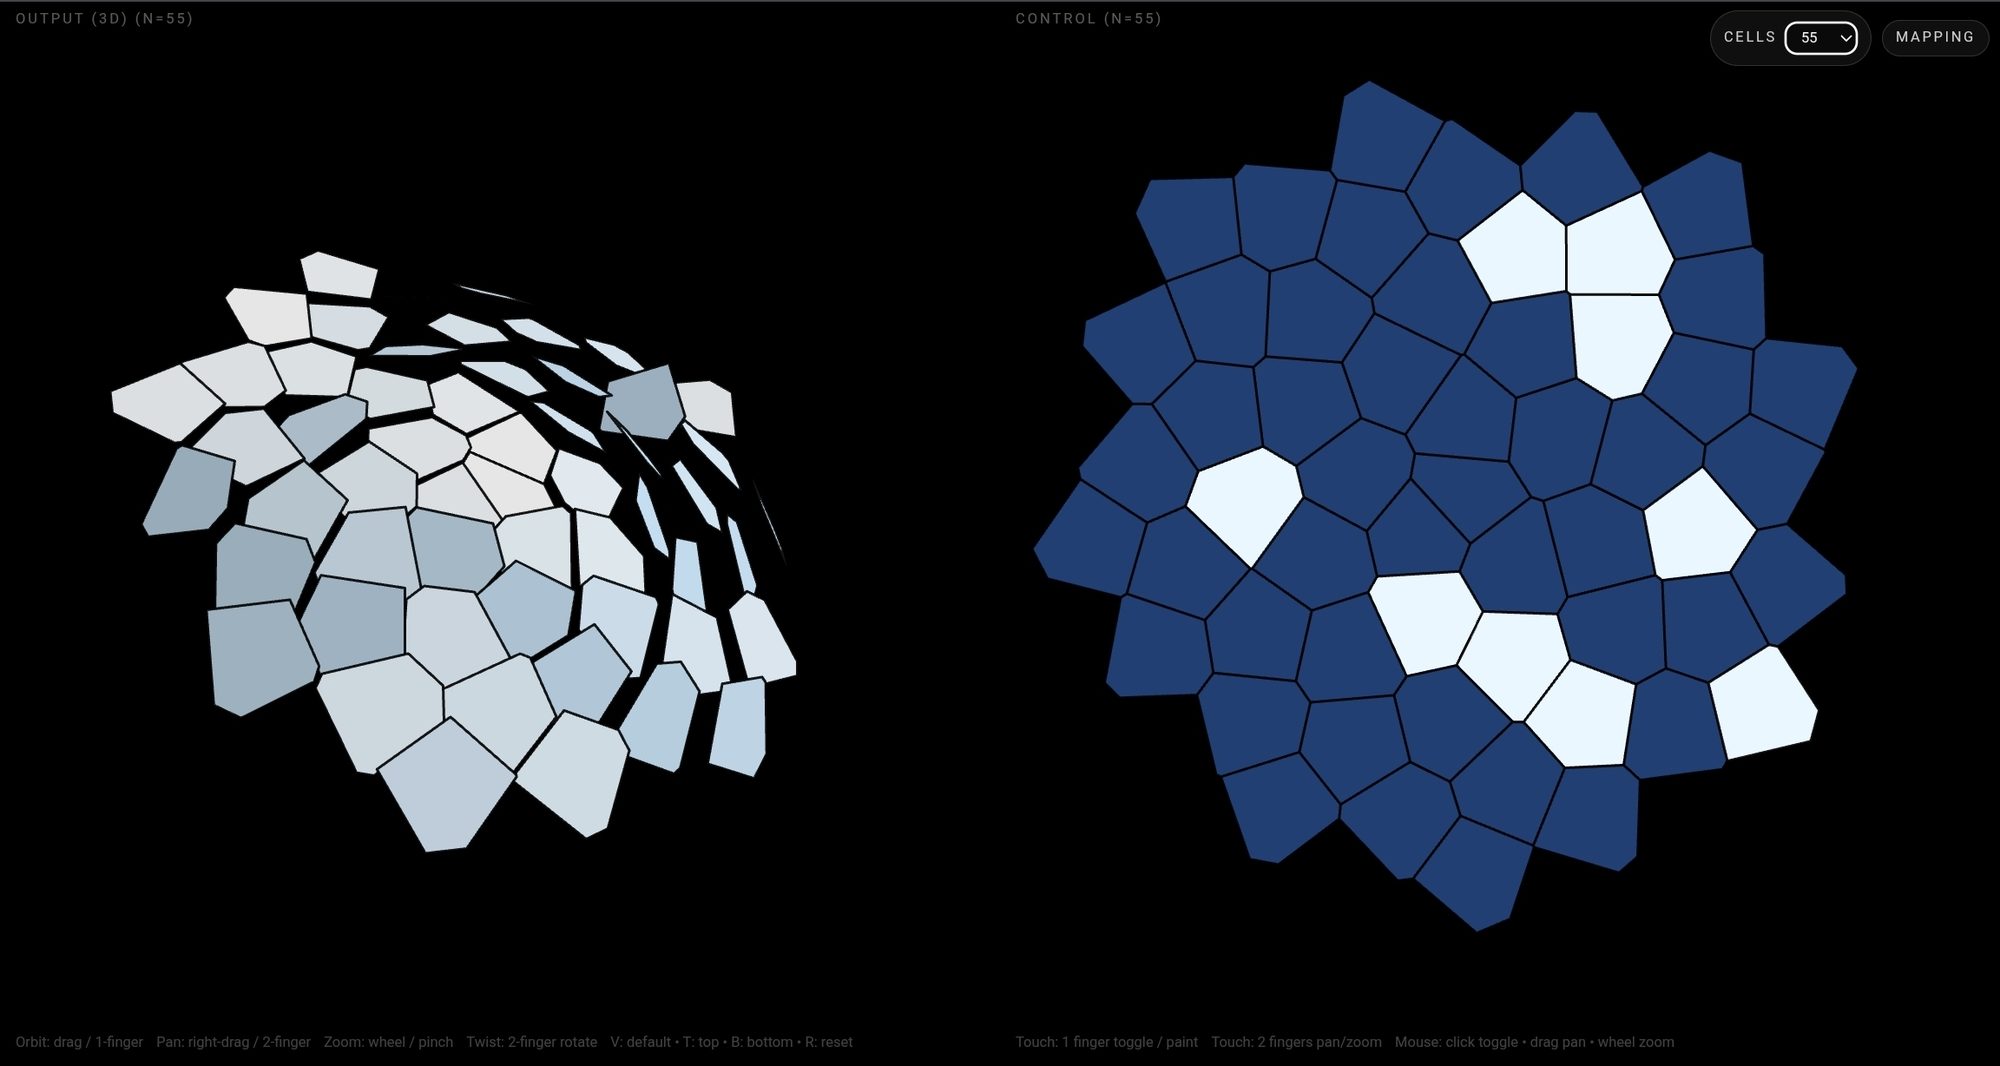 OUTPUT (3D) (N=55)
CONTROL (N=55)
CELLS 55
MAPPING
Orbit: drag / 1-finger Pan: right-drag / 2-finger Zoom: wheel / pinch Twist: 2-finger rotate V: default • T: top • B: bottom • R: reset
Touch: 1 finger toggle / paint Touch: 2 fingers pan/zoom Mouse: click toggle • drag pan • wheel zoom